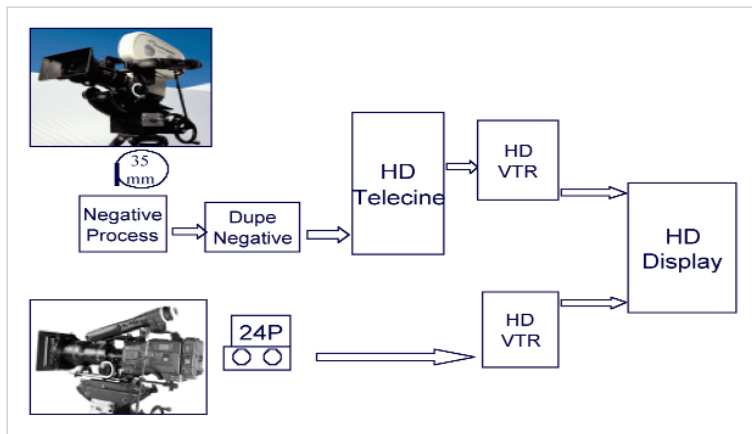 35
mm
Negative
Process
Dupe
Negative
HD
Telecine
HD
VTR
HD
Display
24P
HD
VTR